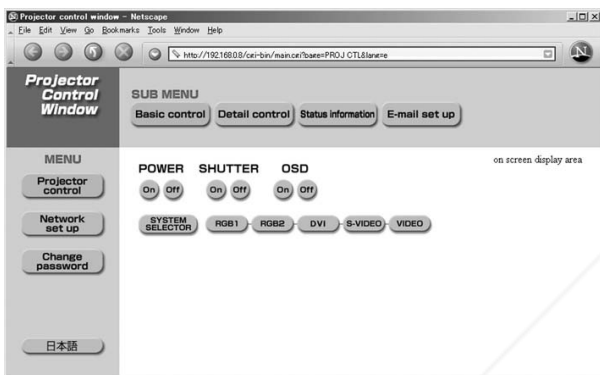 Projector control window - Netscape
File Edit View Go Bookmarks Tools Window Help
http://192.168.0.8/cgi-bin/main.cgi?page=PROJ CTL&lang=e
Projector
Control
Window
SUB MENU
Basic control Detail control Status information E-mail set up
MENU
Projector
control
Network
set up
Change
password
日本語
on screen display area
POWER SHUTTER OSD
On Off On Off On Off
SYSTEM
SELECTOR
RGB1 RGB2 DVI S-VIDEO VIDEO